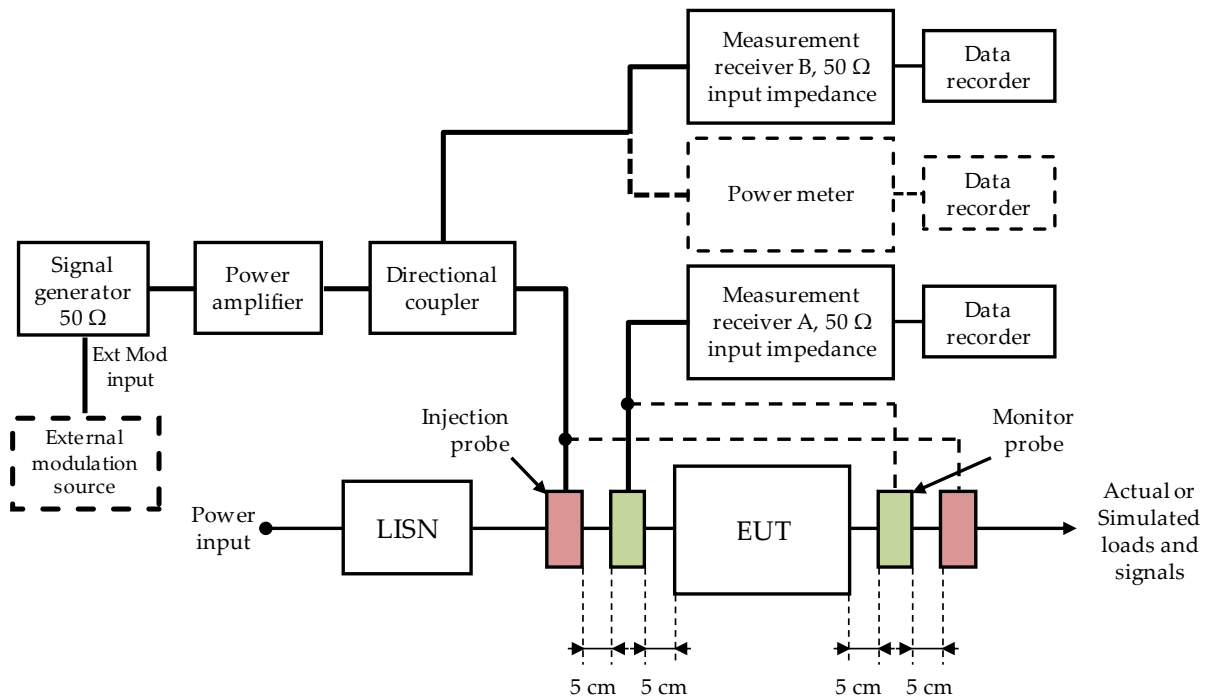 Measurement
receiver B, 50 Ω
input impedance
Data
recorder
Power meter
Data
recorder
Signal
generator
50 Ω
Power
amplifier
Directional
coupler
Measurement
receiver A, 50 Ω
input impedance
Data
recorder
Ext Mod
input
External
modulation
source
Injection
probe
Monitor
probe
Power
input
LISN
EUT
Actual or
Simulated
loads and
signals
5 cm
5 cm
5 cm
5 cm